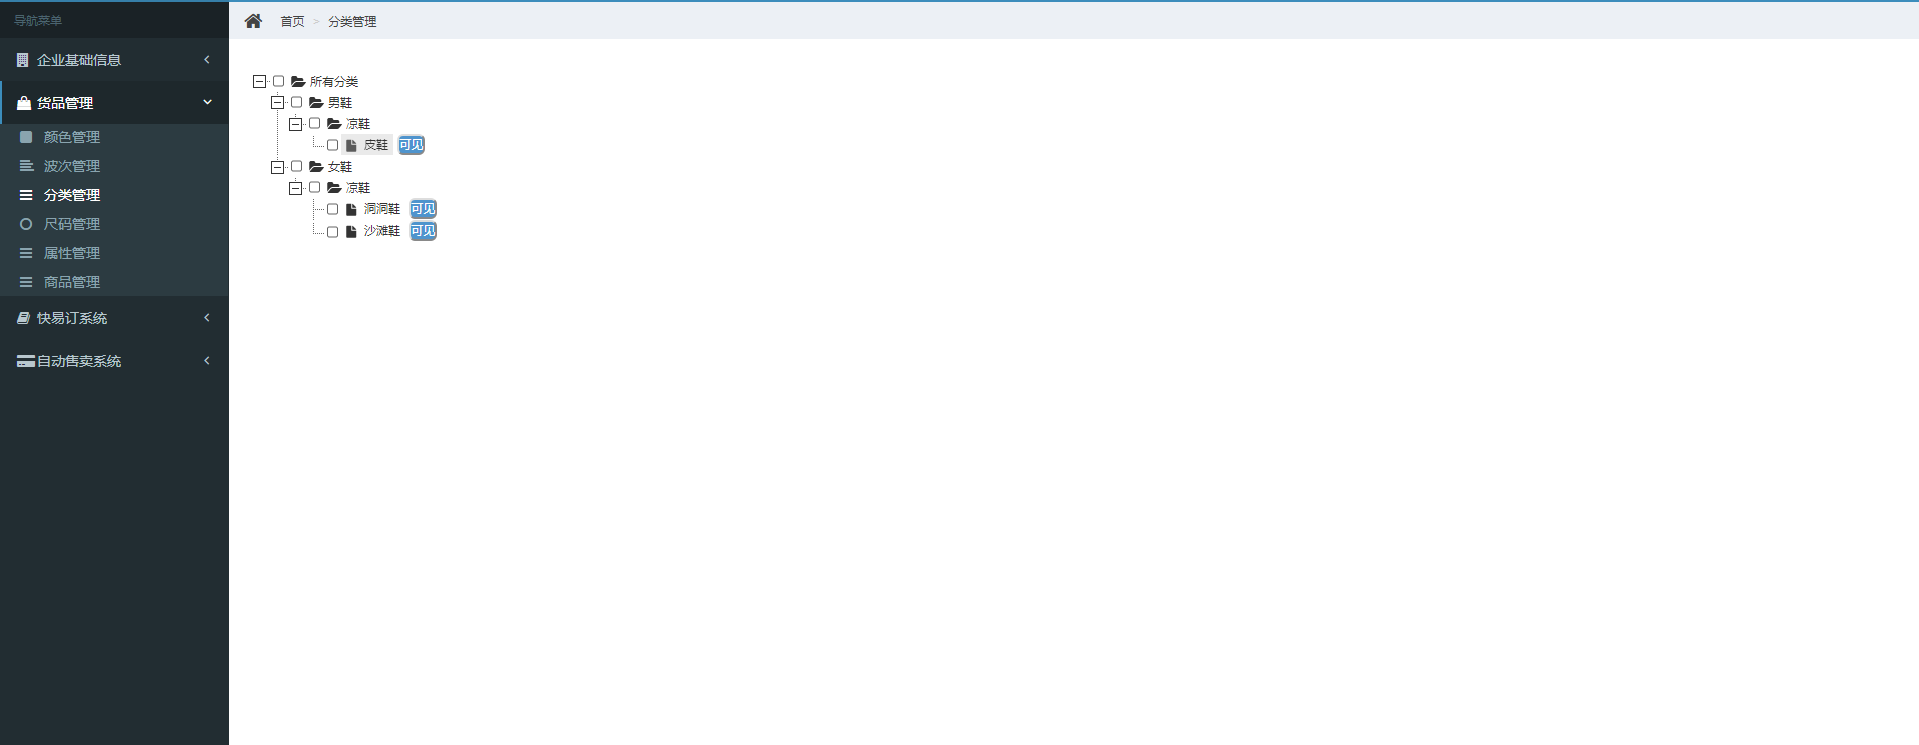 导航菜单
企业基础信息
货品管理
颜色管理
波次管理
分类管理
尺码管理
属性管理
商品管理
快易订系统
自动售卖系统
首页 > 分类管理
所有分类
男鞋
凉鞋
皮鞋 可见
女鞋
凉鞋
洞洞鞋 可见
沙滩鞋 可见